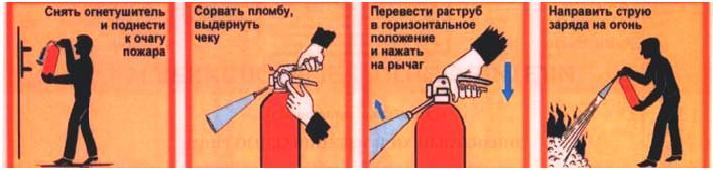 Снять огнетушитель
и поднести
к очагу
пожара
Сорвать пломбу,
выдернуть
чеку
Перевести раструб
в горизонтальное
положение
и нажать
на рычаг
Направить струю
заряда на огонь